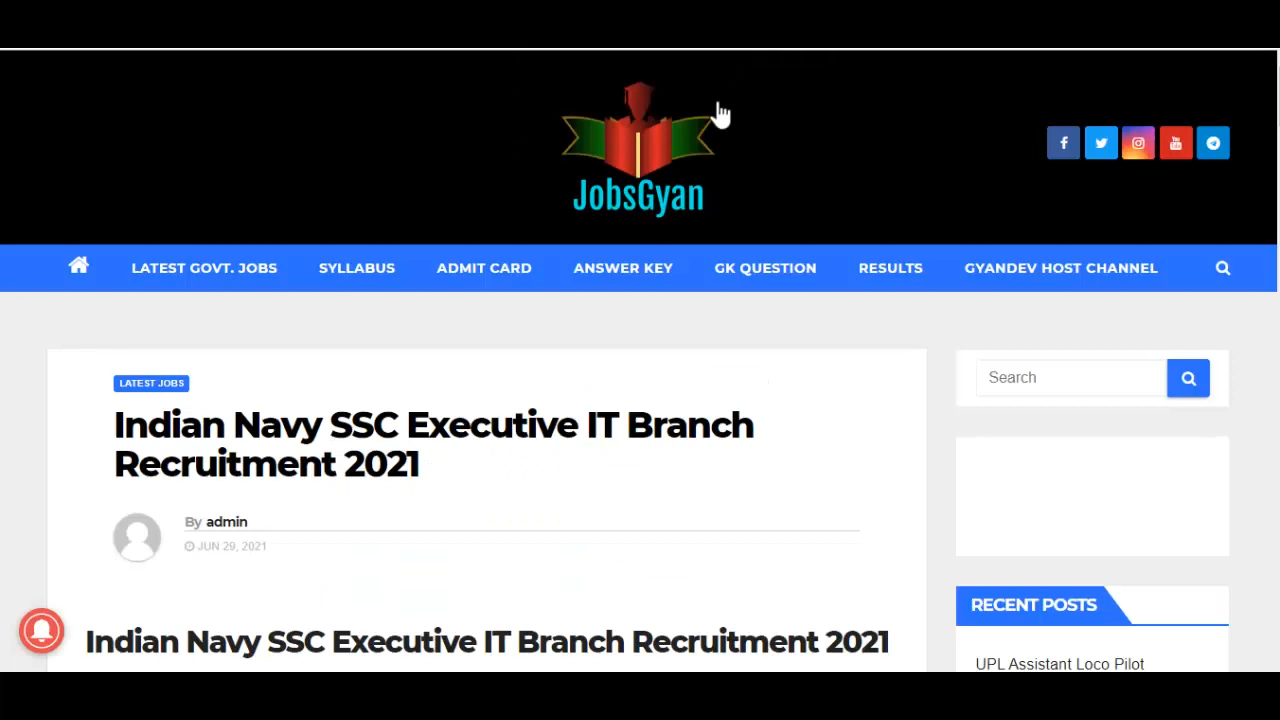 JobsGyan
LATEST GOVT. JOBS SYLLABUS ADMIT CARD ANSWER KEY GK QUESTION RESULTS GYANDEV HOST CHANNEL
LATEST JOBS
Indian Navy SSC Executive IT Branch
Recruitment 2021
By admin
JUN 29, 2021
Indian Navy SSC Executive IT Branch Recruitment 2021
Search
RECENT POSTS
UPL Assistant Loco Pilot